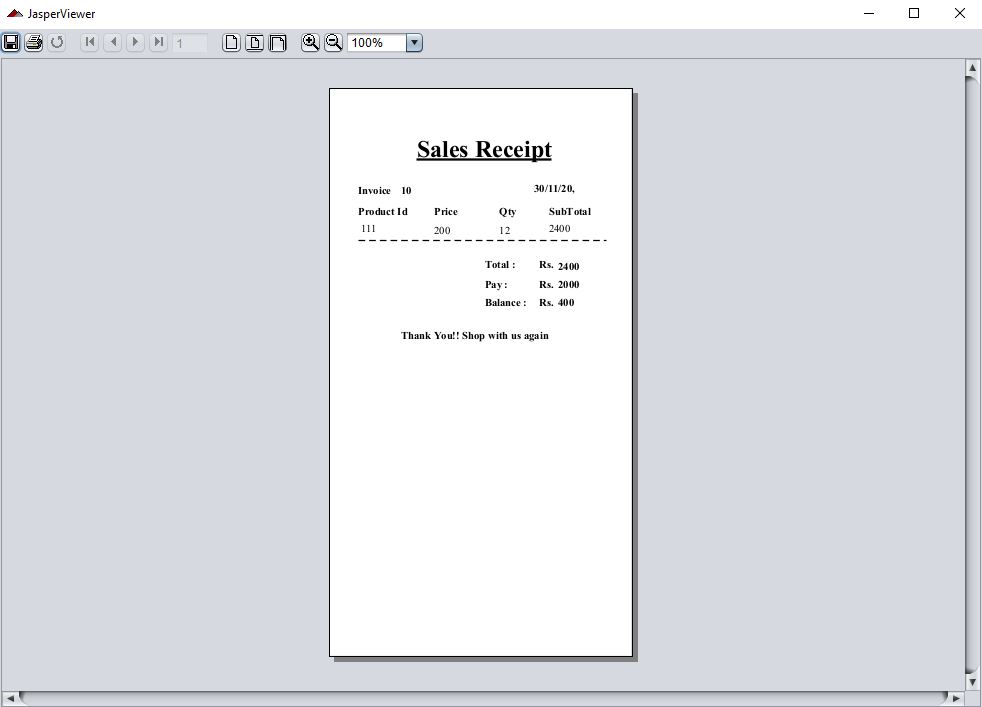 JasperViewer
1 100%
Sales Receipt
Invoice 10 30/11/20,
Product Id Price Qty SubTotal
111 200 12 2400
Total : Rs. 2400
Pay : Rs. 2000
Balance : Rs. 400
Thank You!! Shop with us again